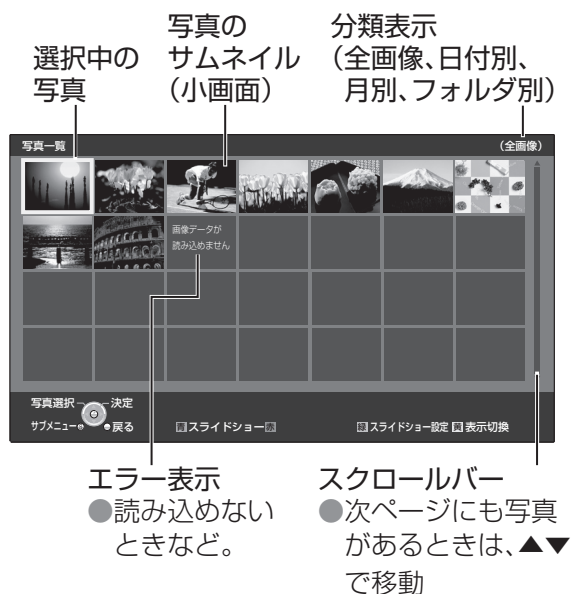 選択中の
写真
写真の
サムネイル
(小画面)
分類表示
(全画像、日付別、
月別、フォルダ別)
写真一覧
(全画像)
画像データが
読み込めません
写真選択
決定
サブメニュー
戻る
青 スライドショー 赤
緑 スライドショー設定 黄 表示切換
エラー表示
●読み込めない
ときなど。
スクロールバー
●次ページにも写真
があるときは、▲▼
で移動